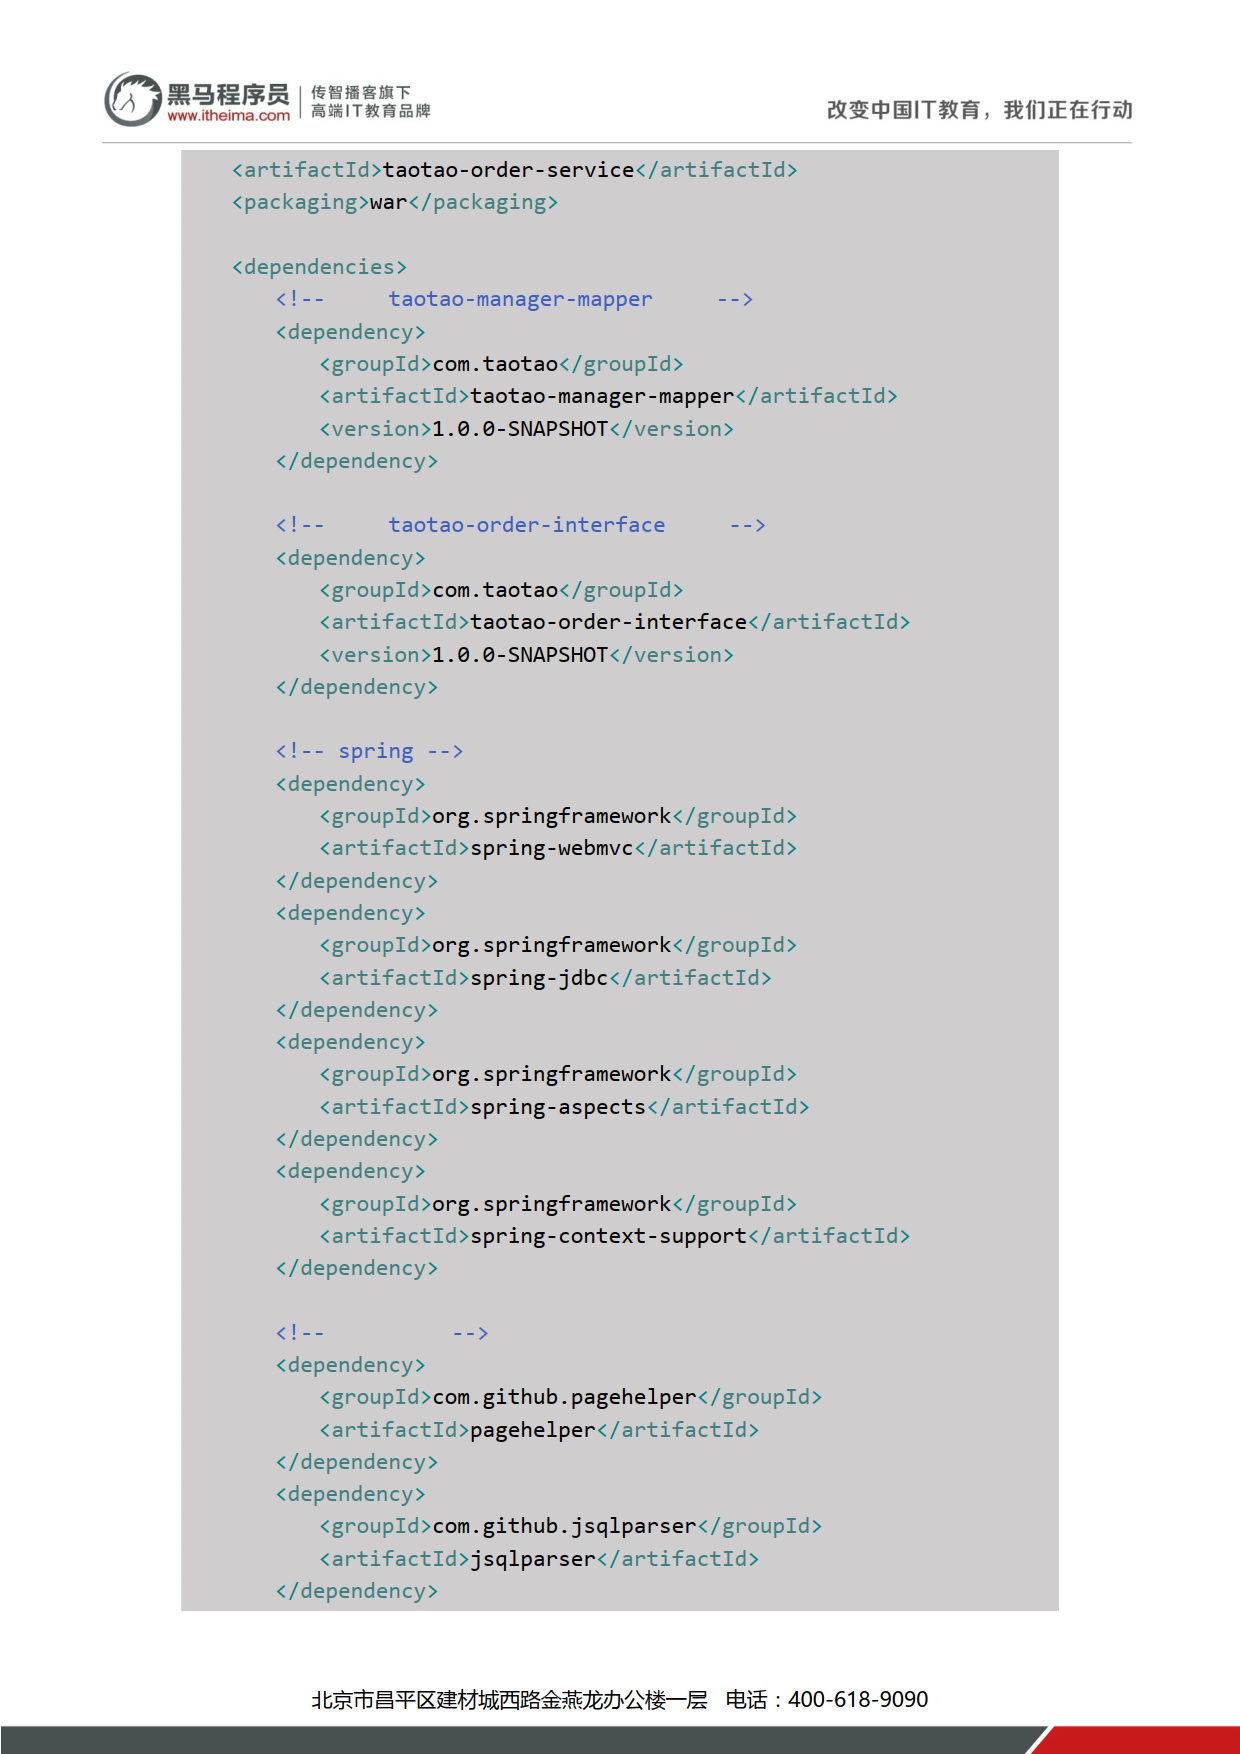 黑马程序员
www.itheima.com
传智播客旗下
高端IT教育品牌
改变中国IT教育，我们正在行动
<artifactId>taotao-order-service</artifactId>
<packaging>war</packaging>
<dependencies>
<!-- taotao-manager-mapper -->
<dependency>
<groupId>com.taotao</groupId>
<artifactId>taotao-manager-mapper</artifactId>
<version>1.0.0-SNAPSHOT</version>
</dependency>
<!-- taotao-order-interface -->
<dependency>
<groupId>com.taotao</groupId>
<artifactId>taotao-order-interface</artifactId>
<version>1.0.0-SNAPSHOT</version>
</dependency>
<!-- spring -->
<dependency>
<groupId>org.springframework</groupId>
<artifactId>spring-webmvc</artifactId>
</dependency>
<dependency>
<groupId>org.springframework</groupId>
<artifactId>spring-jdbc</artifactId>
</dependency>
<dependency>
<groupId>org.springframework</groupId>
<artifactId>spring-aspects</artifactId>
</dependency>
<dependency>
<groupId>org.springframework</groupId>
<artifactId>spring-context-support</artifactId>
</dependency>
<!-- -->
<dependency>
<groupId>com.github.pagehelper</groupId>
<artifactId>pagehelper</artifactId>
</dependency>
<dependency>
<groupId>com.github.jsqlparser</groupId>
<artifactId>jsqlparser</artifactId>
</dependency>
北京市昌平区建材城西路金燕龙办公楼一层 电话：400-618-9090